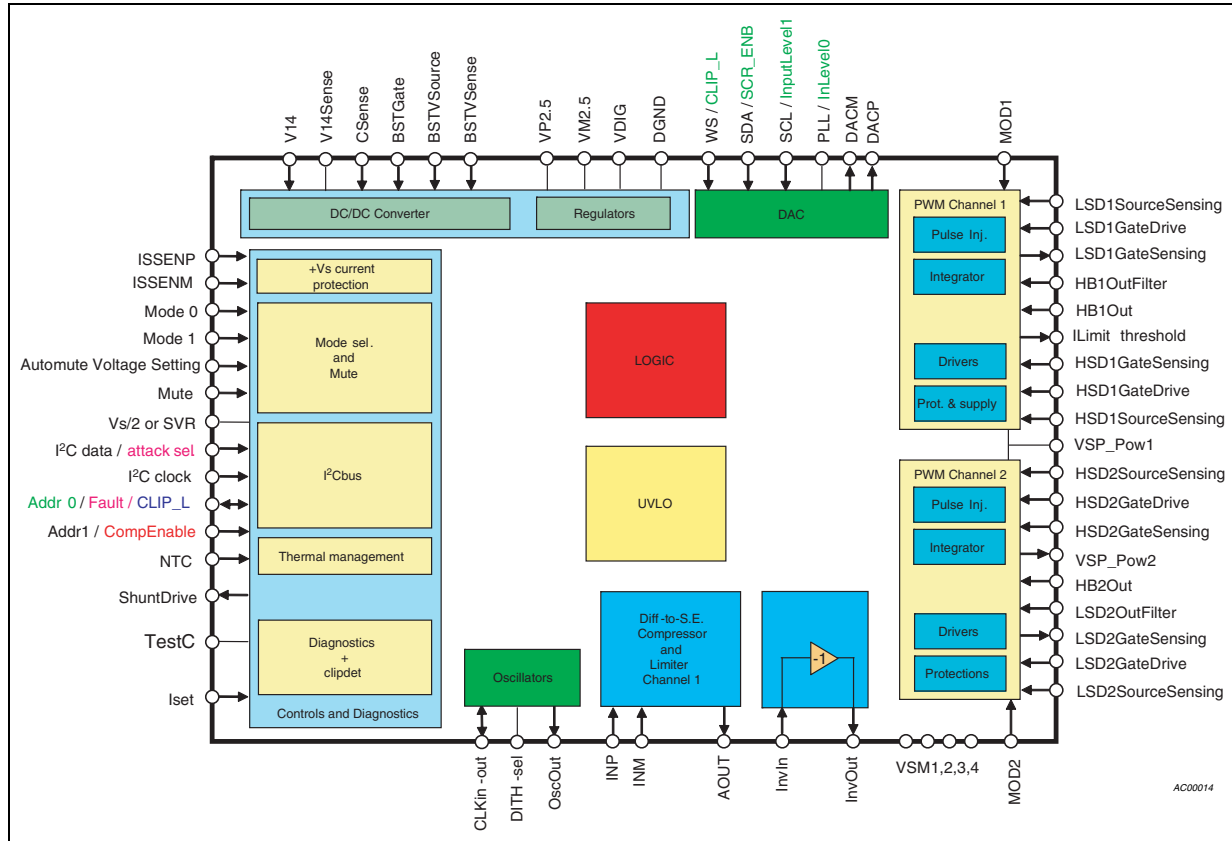 V14
V14Sense
CSense
BSTGate
BSTVSource
BSTVSense
VP2.5
VM2.5
VDIG
DGND
WS / CLIP_L
SDA / SCR_ENB
SCL / InputLevel1
PLL / InLevel0
DACM
DACP
MOD1
DC/DC Converter
Regulators
DAC
ISSENP
ISSENM
Mode 0
Mode 1
Automute Voltage Setting
Mute
Vs/2 or SVR
I²C data / attack sel.
I²C clock
Addr 0 / Fault / CLIP_L
Addr1 / CompEnable
NTC
ShuntDrive
TestC
Iset
+Vs current
protection
Mode sel.
and
Mute
I²Cbus
Thermal management
Diagnostics
+
clipdet
Controls and Diagnostics
LOGIC
UVLO
Oscillators
Diff-to-S.E.
Compressor
and
Limiter
Channel 1
-1
PWM Channel 1
Pulse Inj.
Integrator
Drivers
Prot. & supply
PWM Channel 2
Pulse Inj.
Integrator
Drivers
Protections
LSD1SourceSensing
LSD1GateDrive
LSD1GateSensing
HB1OutFilter
HB1Out
ILimit threshold
HSD1GateSensing
HSD1GateDrive
HSD1SourceSensing
VSP_Pow1
HSD2SourceSensing
HSD2GateDrive
HSD2GateSensing
VSP_Pow2
HB2Out
LSD2OutFilter
LSD2GateSensing
LSD2GateDrive
LSD2SourceSensing
CLKin -out
DITH -sel
OscOut
INP
INM
AOUT
InvIn
InvOut
VSM1,2,3,4
MOD2
AC00014